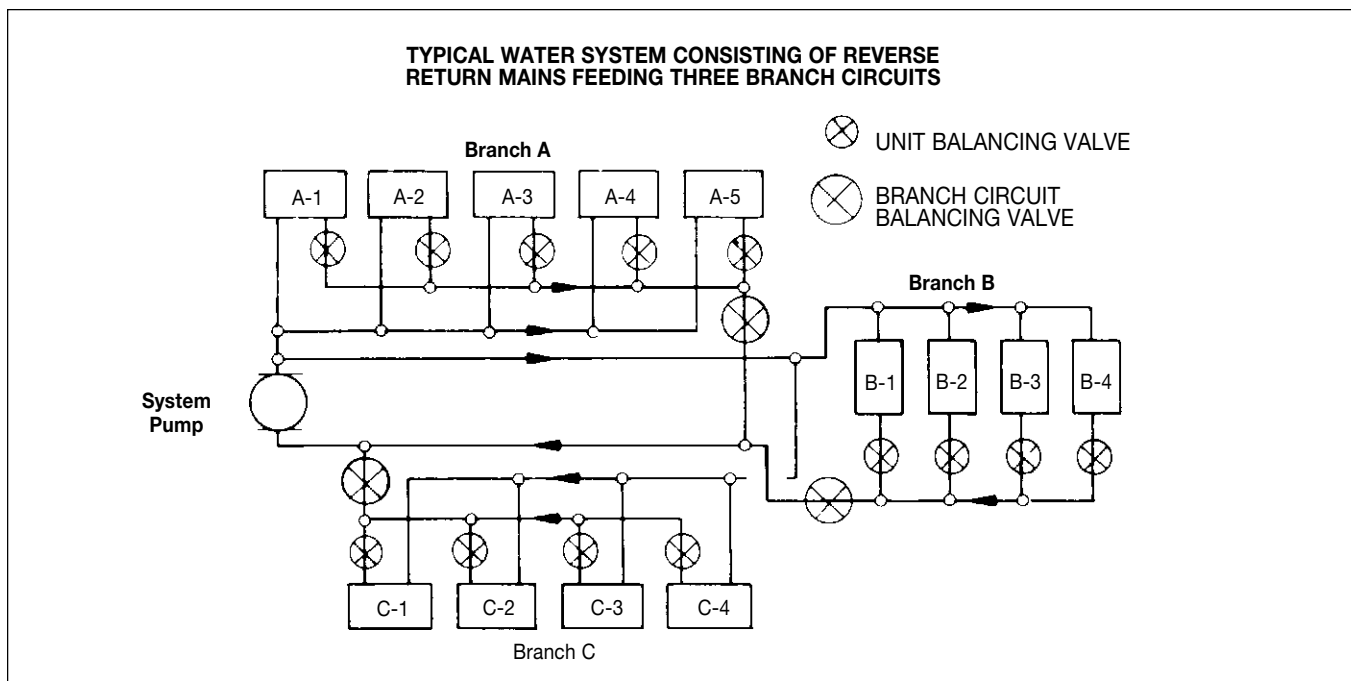 TYPICAL WATER SYSTEM CONSISTING OF REVERSE
RETURN MAINS FEEDING THREE BRANCH CIRCUITS
UNIT BALANCING VALVE
BRANCH CIRCUIT
BALANCING VALVE
Branch A
A-1
A-2
A-3
A-4
A-5
Branch B
B-1
B-2
B-3
B-4
System
Pump
C-1
C-2
C-3
C-4
Branch C